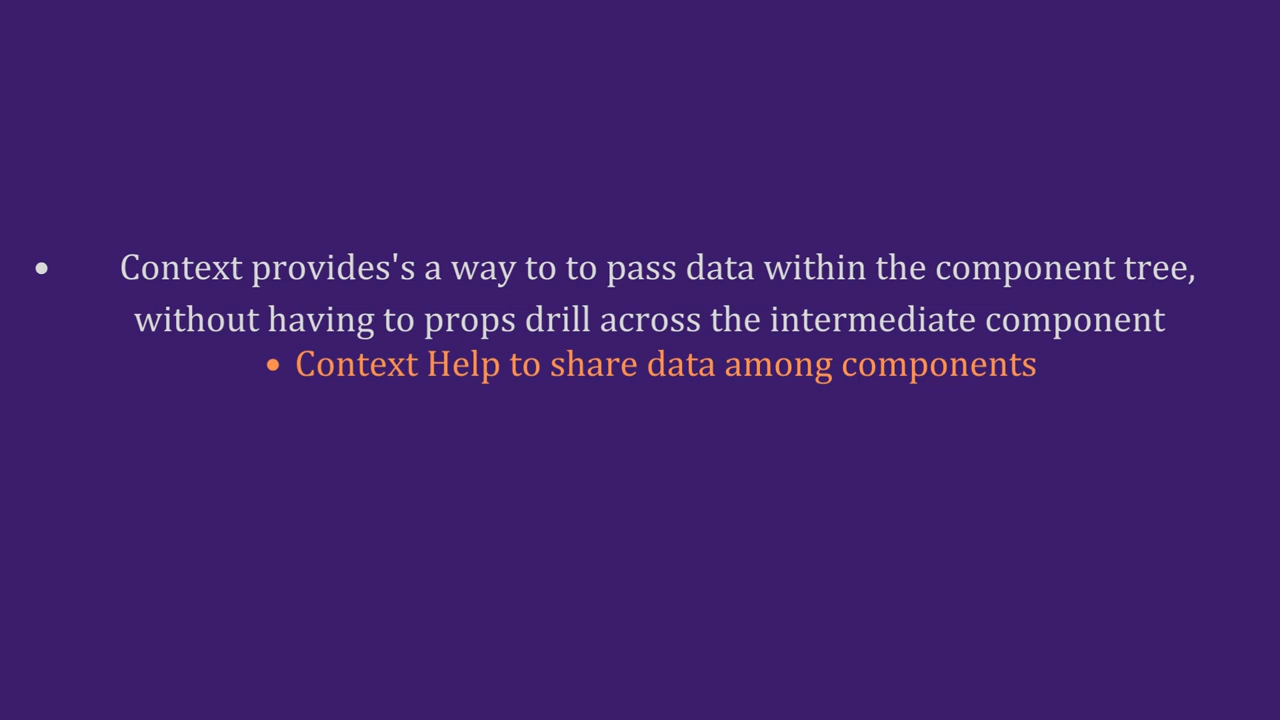 • Context provides's a way to to pass data within the component tree,
without having to props drill across the intermediate component
• Context Help to share data among components